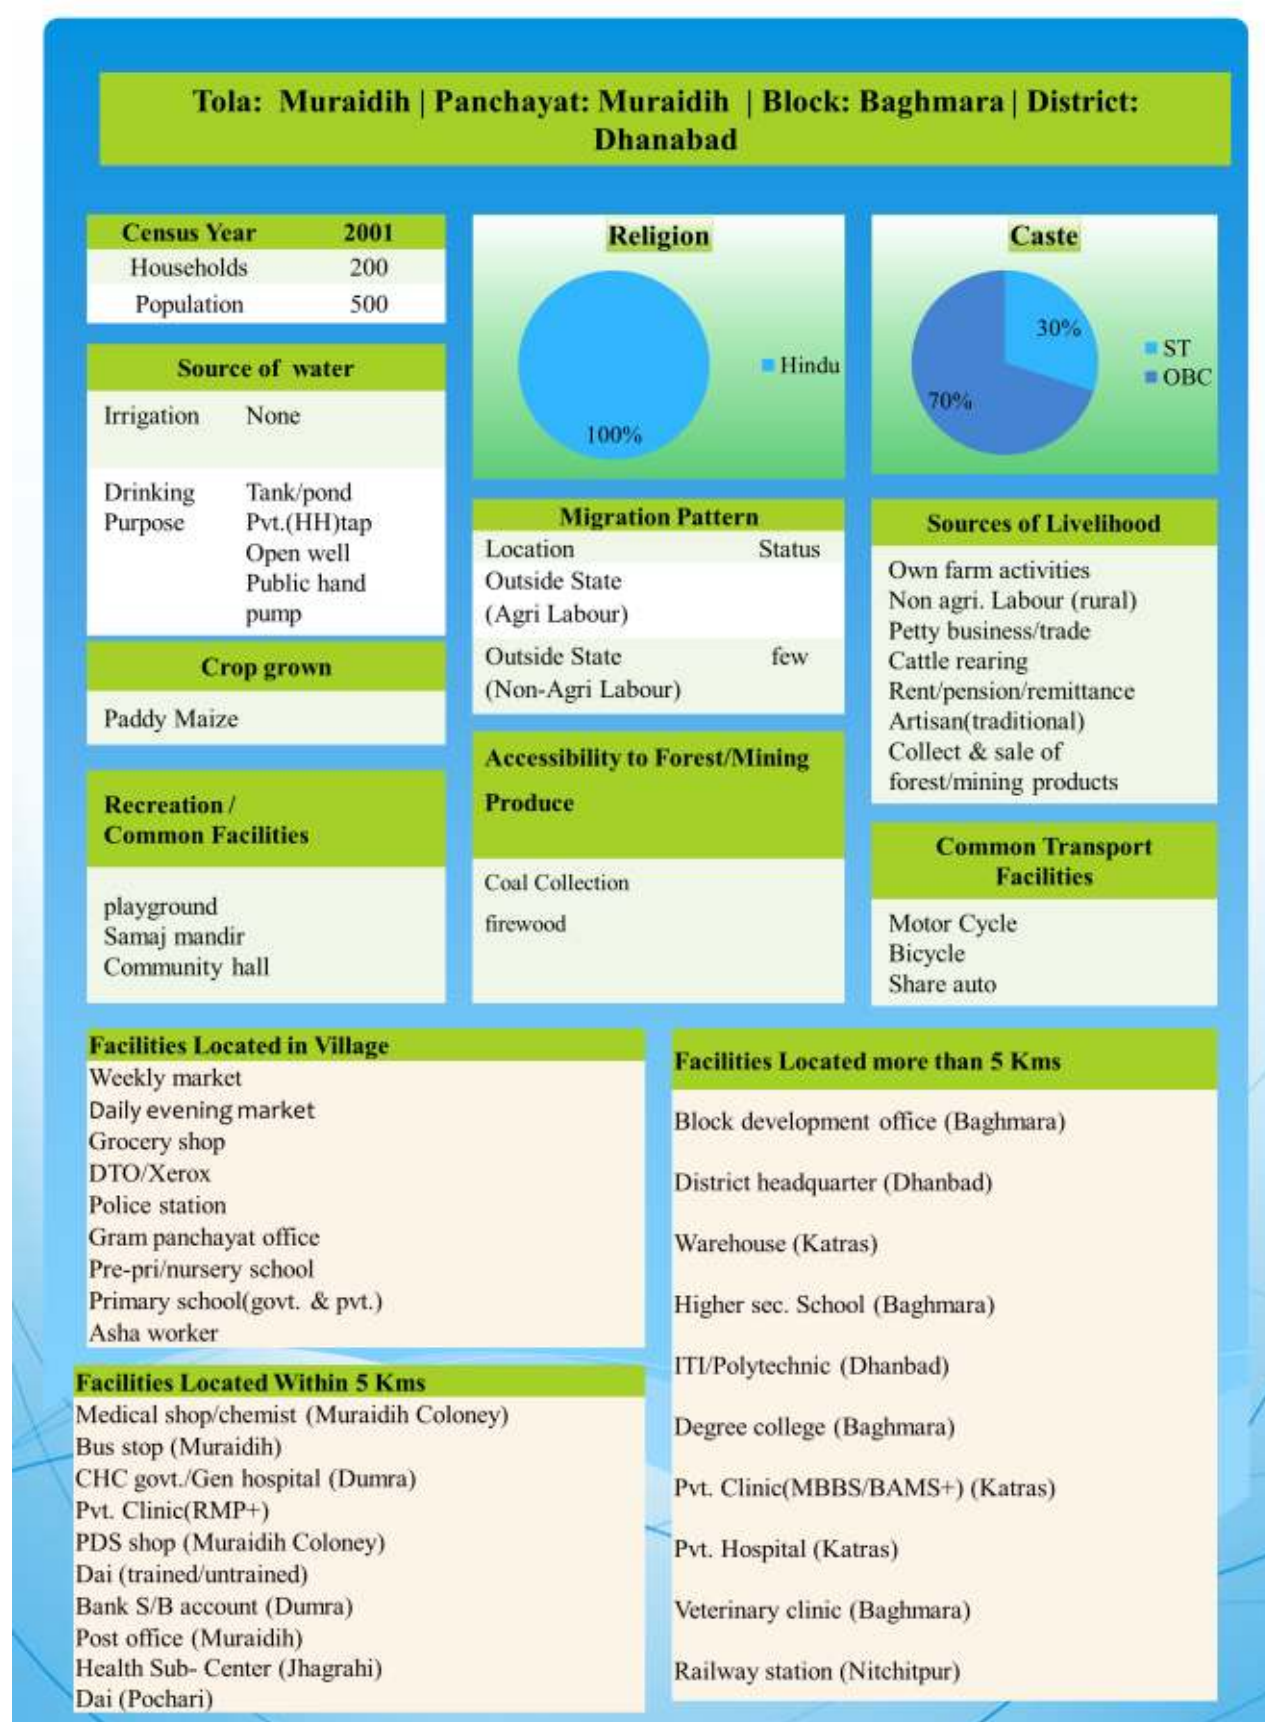 Tola: Muraidih | Panchayat: Muraidih | Block: Baghmara | District:
Dhanabad
Census Year 2001
Households 200
Population 500
Source of water
Irrigation None
Drinking Tank/pond
Purpose Pvt.(HH)tap
Open well
Public hand
pump
Crop grown
Paddy Maize
Recreation /
Common Facilities
playground
Samaj mandir
Community hall
Religion
100%
Hindu
Migration Pattern
Location Status
Outside State
(Agri Labour)
Outside State few
(Non-Agri Labour)
Accessibility to Forest/Mining
Produce
Coal Collection
firewood
Caste
30%
70%
ST
OBC
Sources of Livelihood
Own farm activities
Non agri. Labour (rural)
Petty business/trade
Cattle rearing
Rent/pension/remittance
Artisan(traditional)
Collect & sale of
forest/mining products
Common Transport
Facilities
Motor Cycle
Bicycle
Share auto
Facilities Located in Village
Weekly market
Daily evening market
Grocery shop
DTO/Xerox
Police station
Gram panchayat office
Pre-pri/nursery school
Primary school(govt. & pvt.)
Asha worker
Facilities Located Within 5 Kms
Medical shop/chemist (Muraidih Coloney)
Bus stop (Muraidih)
CHC govt./Gen hospital (Dumra)
Pvt. Clinic(RMP+)
PDS shop (Muraidih Coloney)
Dai (trained/untrained)
Bank S/B account (Dumra)
Post office (Muraidih)
Health Sub- Center (Jhagrahi)
Dai (Pochari)
Facilities Located more than 5 Kms
Block development office (Baghmara)
District headquarter (Dhanbad)
Warehouse (Katras)
Higher sec. School (Baghmara)
ITI/Polytechnic (Dhanbad)
Degree college (Baghmara)
Pvt. Clinic(MBBS/BAMS+) (Katras)
Pvt. Hospital (Katras)
Veterinary clinic (Baghmara)
Railway station (Nitchitpur)